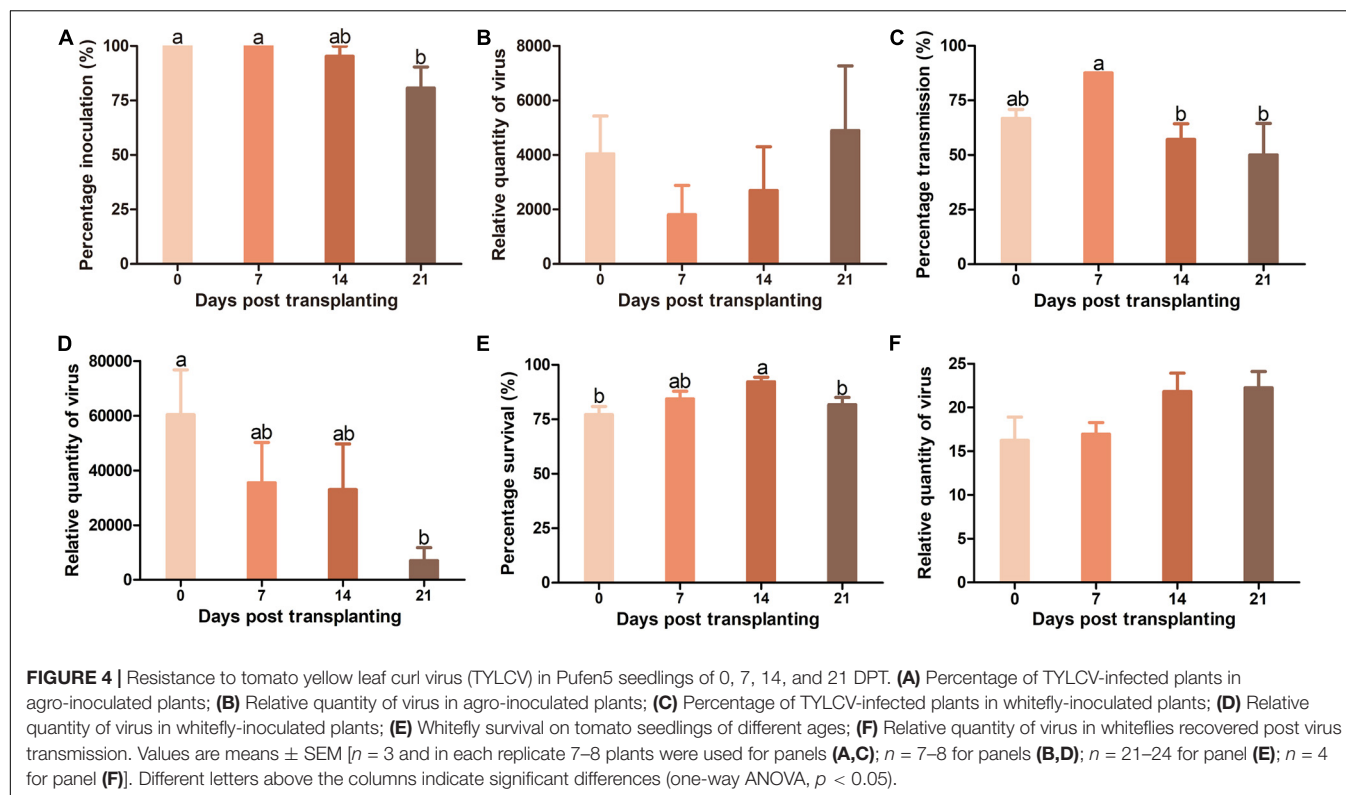 A
Percentage inoculation (%)
100
75
50
25
0
a
a
ab
b
0 7 14 21
Days post transplanting
B
Relative quantity of virus
8000
6000
4000
2000
0
0 7 14 21
Days post transplanting
C
Percentage transmission (%)
100
75
50
25
0
ab
a
b
b
0 7 14 21
Days post transplanting
D
Relative quantity of virus
80000
60000
40000
20000
0
a
ab
ab
b
0 7 14 21
Days post transplanting
E
Percentage survival (%)
100
75
50
25
0
b
ab
a
b
0 7 14 21
Days post transplanting
F
Relative quantity of virus
25
20
15
10
5
0
0 7 14 21
Days post transplanting
FIGURE 4 | Resistance to tomato yellow leaf curl virus (TYLCV) in Pufen5 seedlings of 0, 7, 14, and 21 DPT. (A) Percentage of TYLCV-infected plants in
agro-inoculated plants; (B) Relative quantity of virus in agro-inoculated plants; (C) Percentage of TYLCV-infected plants in whitefly-inoculated plants; (D) Relative
quantity of virus in whitefly-inoculated plants; (E) Whitefly survival on tomato seedlings of different ages; (F) Relative quantity of virus in whiteflies recovered post virus
transmission. Values are means ± SEM [n = 3 and in each replicate 7–8 plants were used for panels (A,C); n = 7–8 for panels (B,D); n = 21–24 for panel (E); n = 4
for panel (F)]. Different letters above the columns indicate significant differences (one-way ANOVA, p < 0.05).